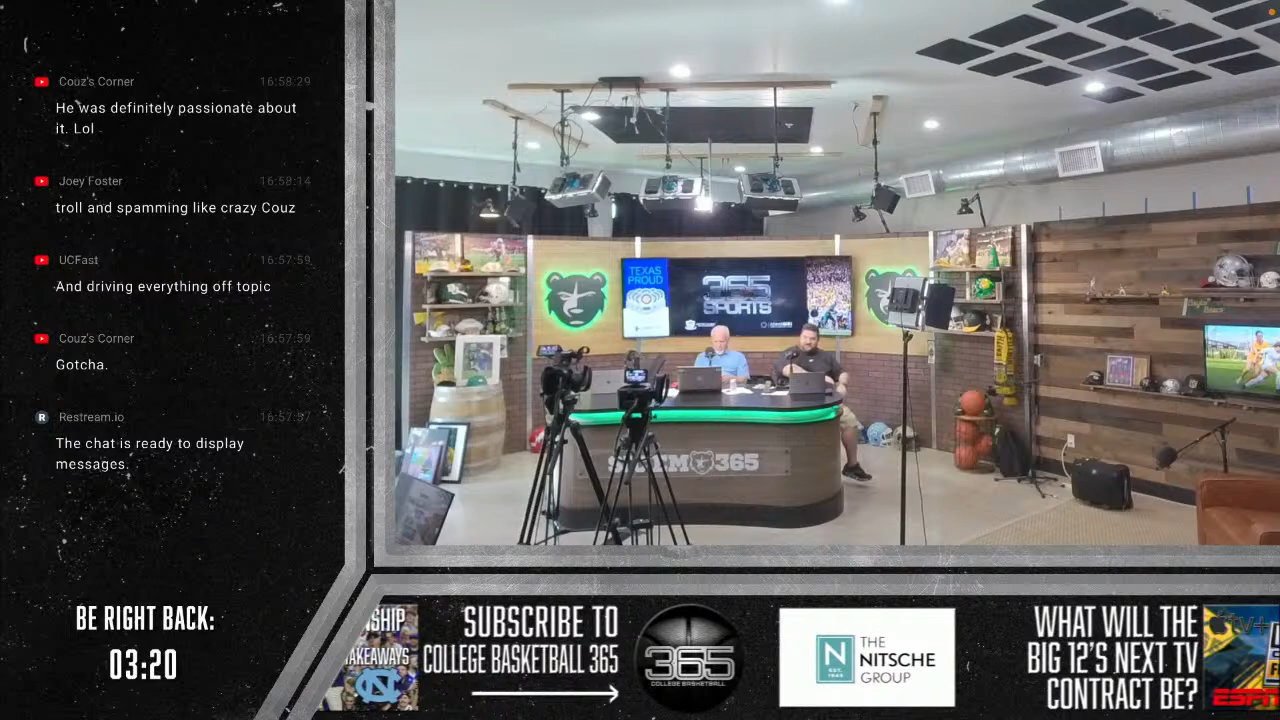 Couz's Corner 16:58:29
He was definitely passionate about
it. Lol
Joey Foster 16:58:14
troll and spamming like crazy Couz
UCFast 16:57:59
And driving everything off topic
Couz's Corner 16:57:59
Gotcha.
R Restream.io
The chat is ready to display
messages.
BE RIGHT BACK:
03:20
TEXAS
PROUD
365
SPORTS
365
SHIP
TAKEAWAYS
SUBSCRIBE TO
COLLEGE BASKETBALL 365
365
COLLEGE BASKETBALL
N
THE
NITSCHE
GROUP
WHAT WILL THE
BIG 12'S NEXT TV
CONTRACT BE?
tv+
ESPN